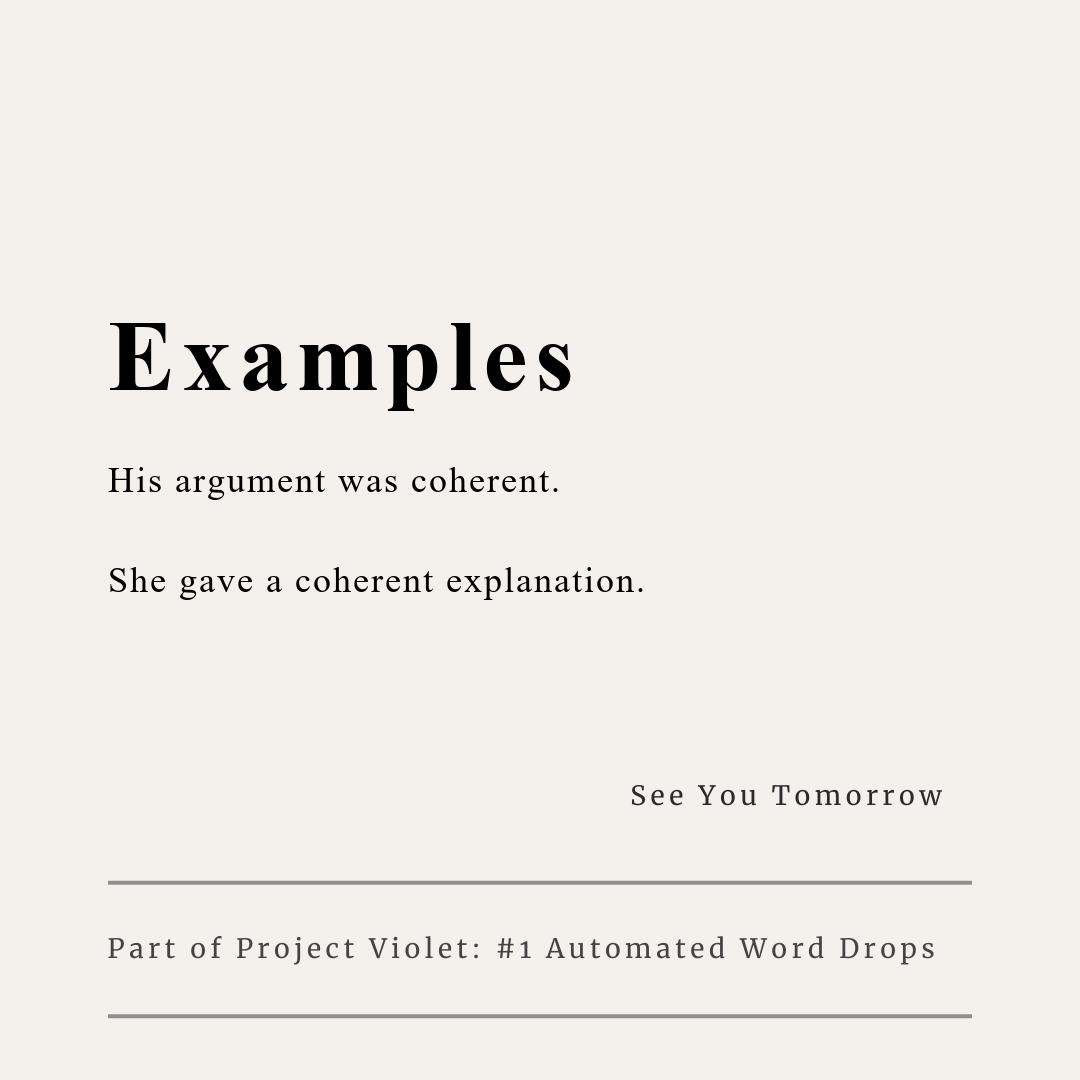 Examples
His argument was coherent.
She gave a coherent explanation.
See You Tomorrow
Part of Project Violet: #1 Automated Word Drops